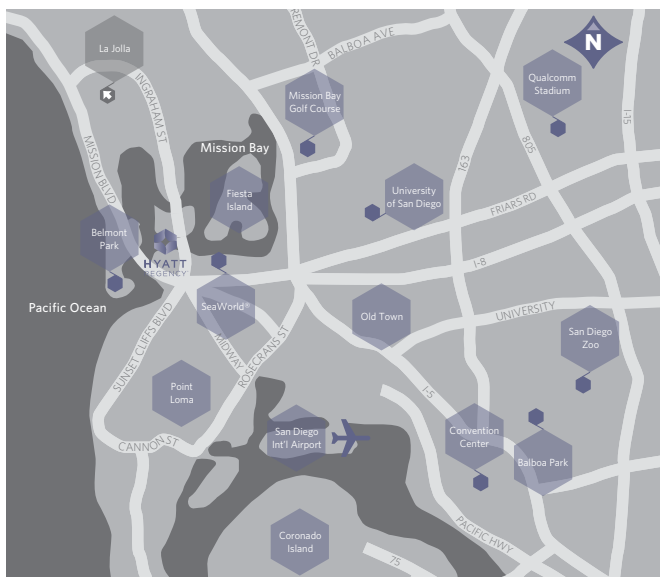 La Jolla
N
FREMONT DR
BALBOA AVE
Qualcomm
Stadium
INGRAHAM ST
Mission Bay
Golf Course
I-15
MISSION BLVD
805
Mission Bay
163
Fiesta
Island
University
of San Diego
FRIARS RD
Belmont
Park
HYATT
REGENCY
I-8
Pacific Ocean
SeaWorld®
Old Town
UNIVERSITY
San Diego
Zoo
SUNSET CLIFFS BLVD
MIDWAY
ROSECRANS ST
Point
Loma
I-5
CANNON ST
San Diego
Int'l Airport
Convention
Center
Balboa Park
PACIFIC HWY
Coronado
Island
75